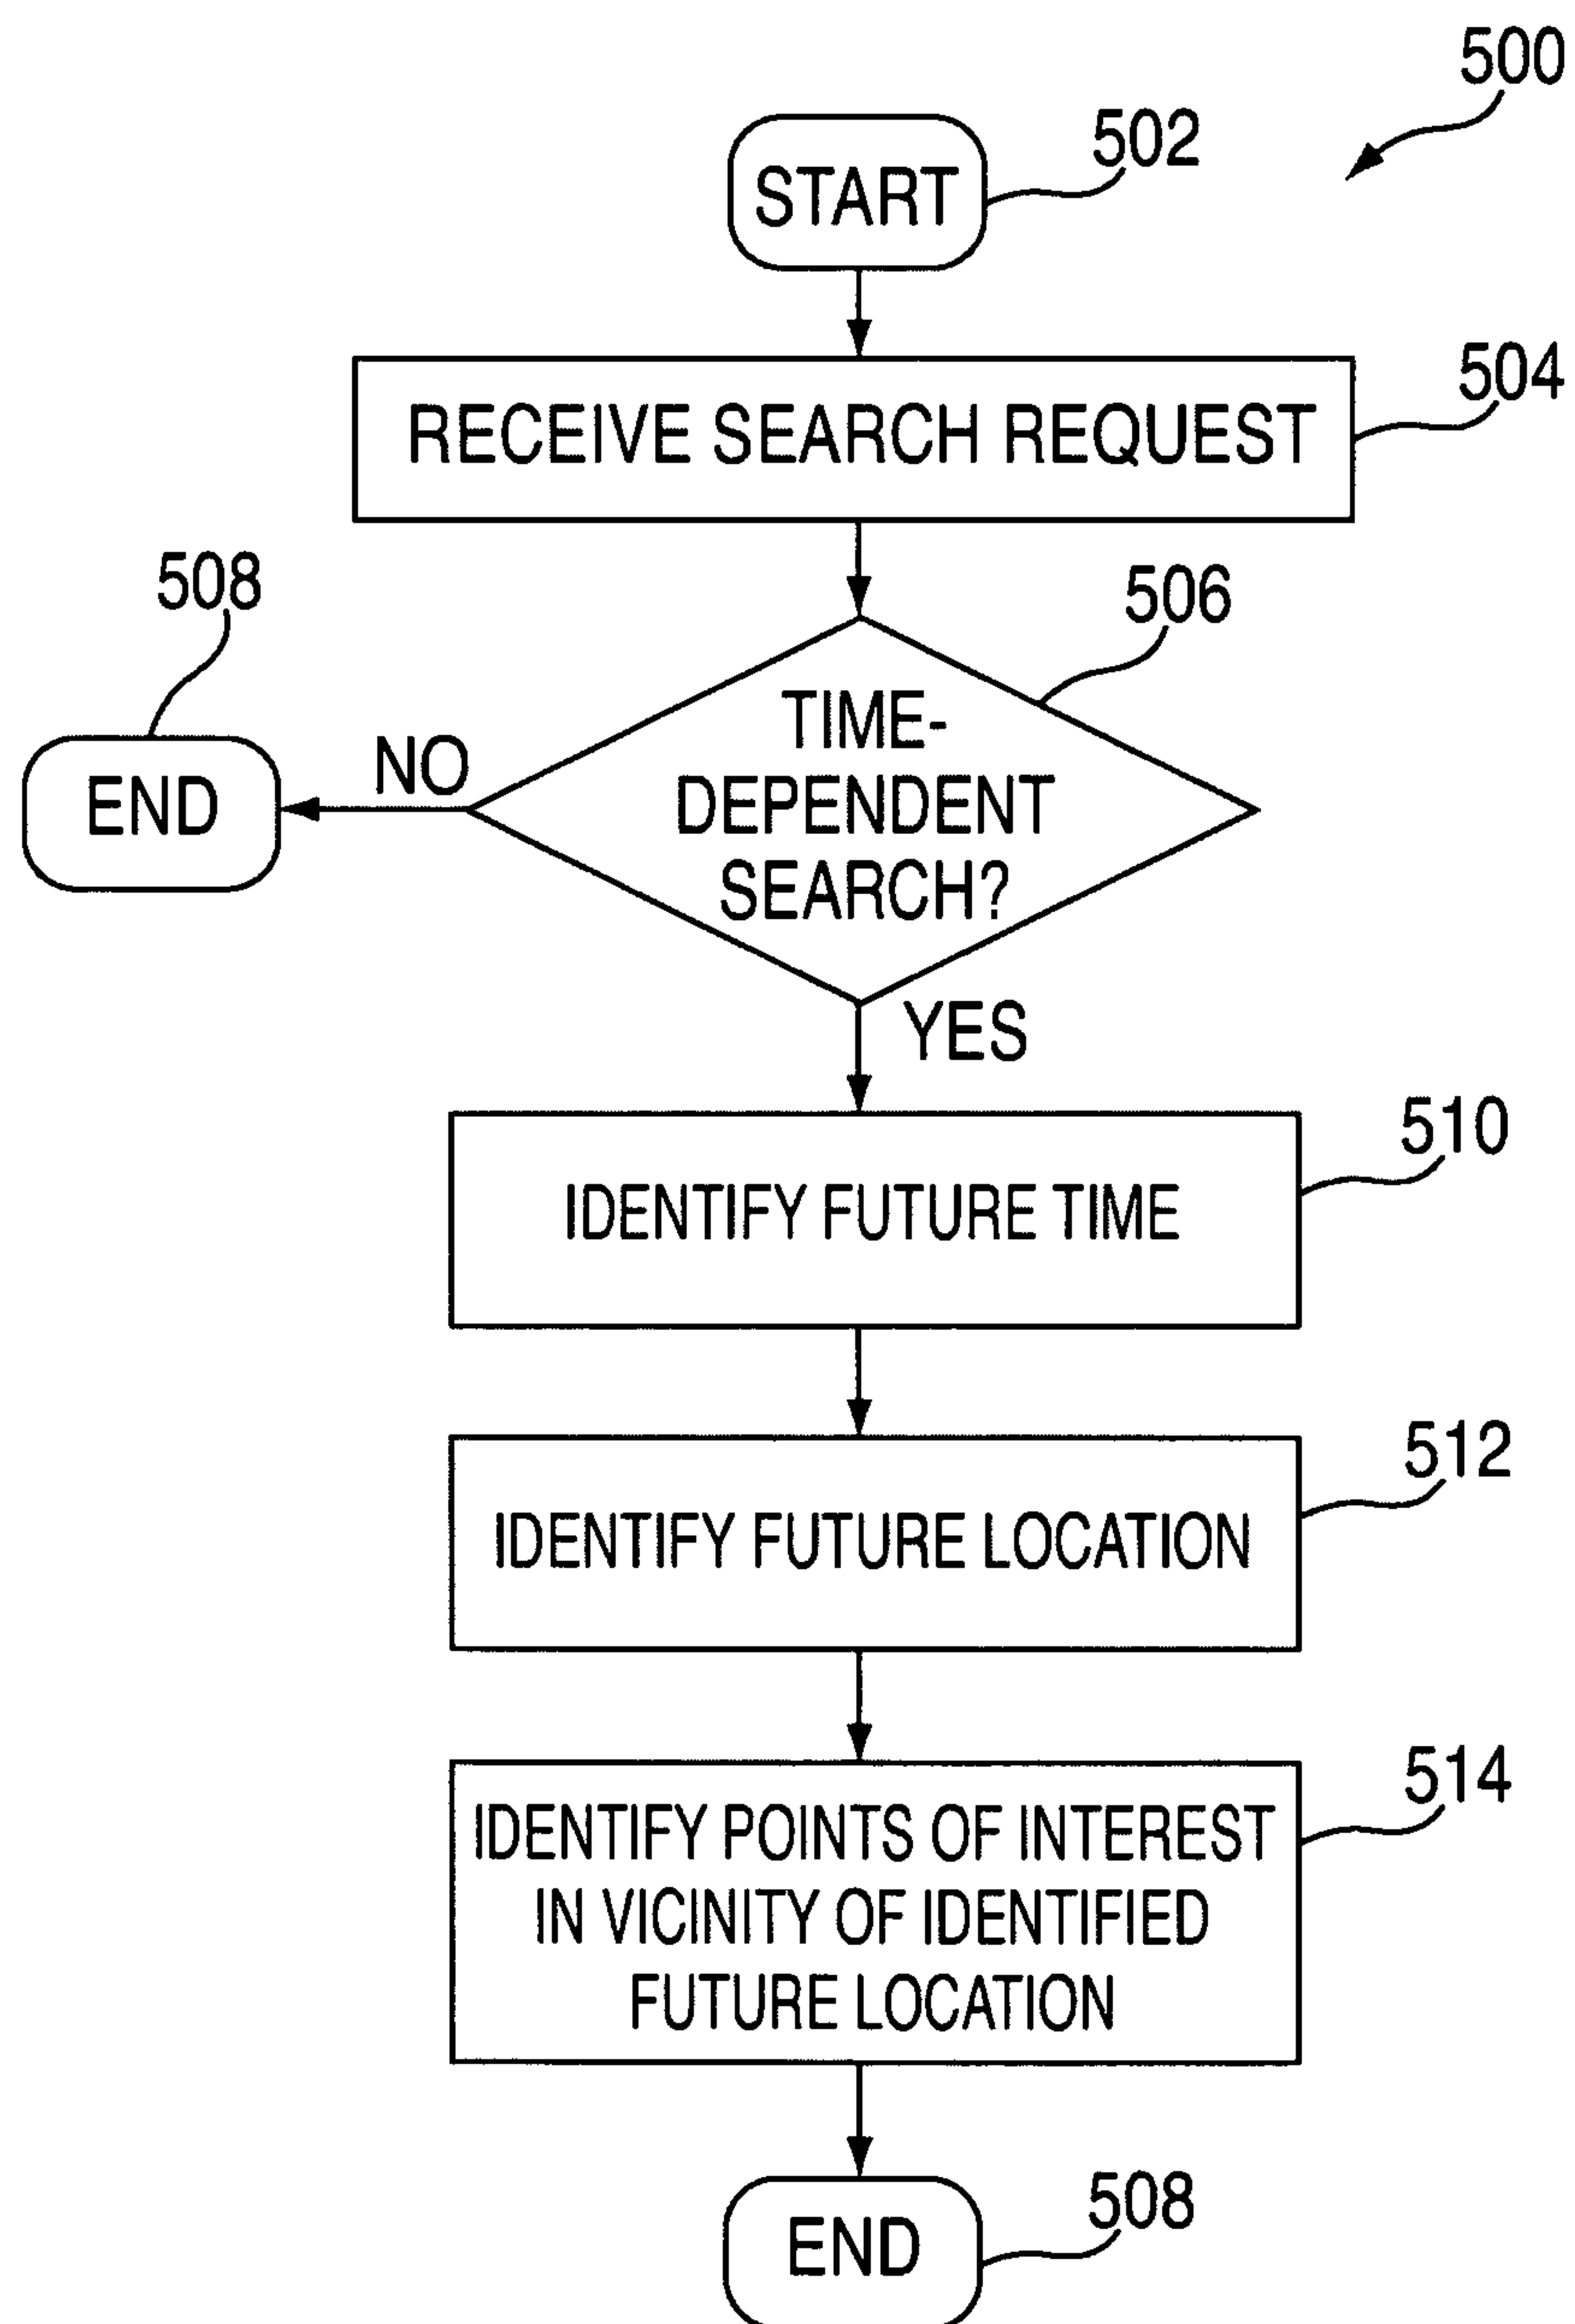 500
START
502
RECEIVE SEARCH REQUEST
504
508
506
TIME-
DEPENDENT
SEARCH?
NO
END
YES
IDENTIFY FUTURE TIME
510
IDENTIFY FUTURE LOCATION
512
IDENTIFY POINTS OF INTEREST
IN VICINITY OF IDENTIFIED
FUTURE LOCATION
514
END
508